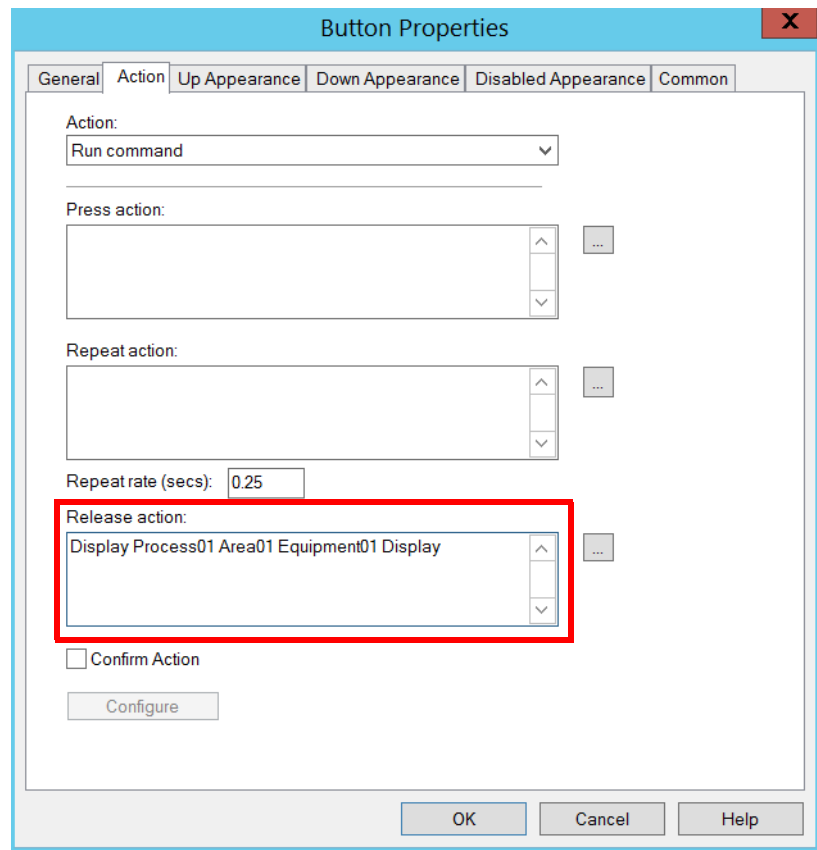 Button Properties
X
General Action Up Appearance Down Appearance Disabled Appearance Common
Action:
Run command
Press action:
...
Repeat action:
...
Repeat rate (secs): 0.25
Release action:
Display Process01 Area01 Equipment01 Display
...
Confirm Action
Configure
OK Cancel Help